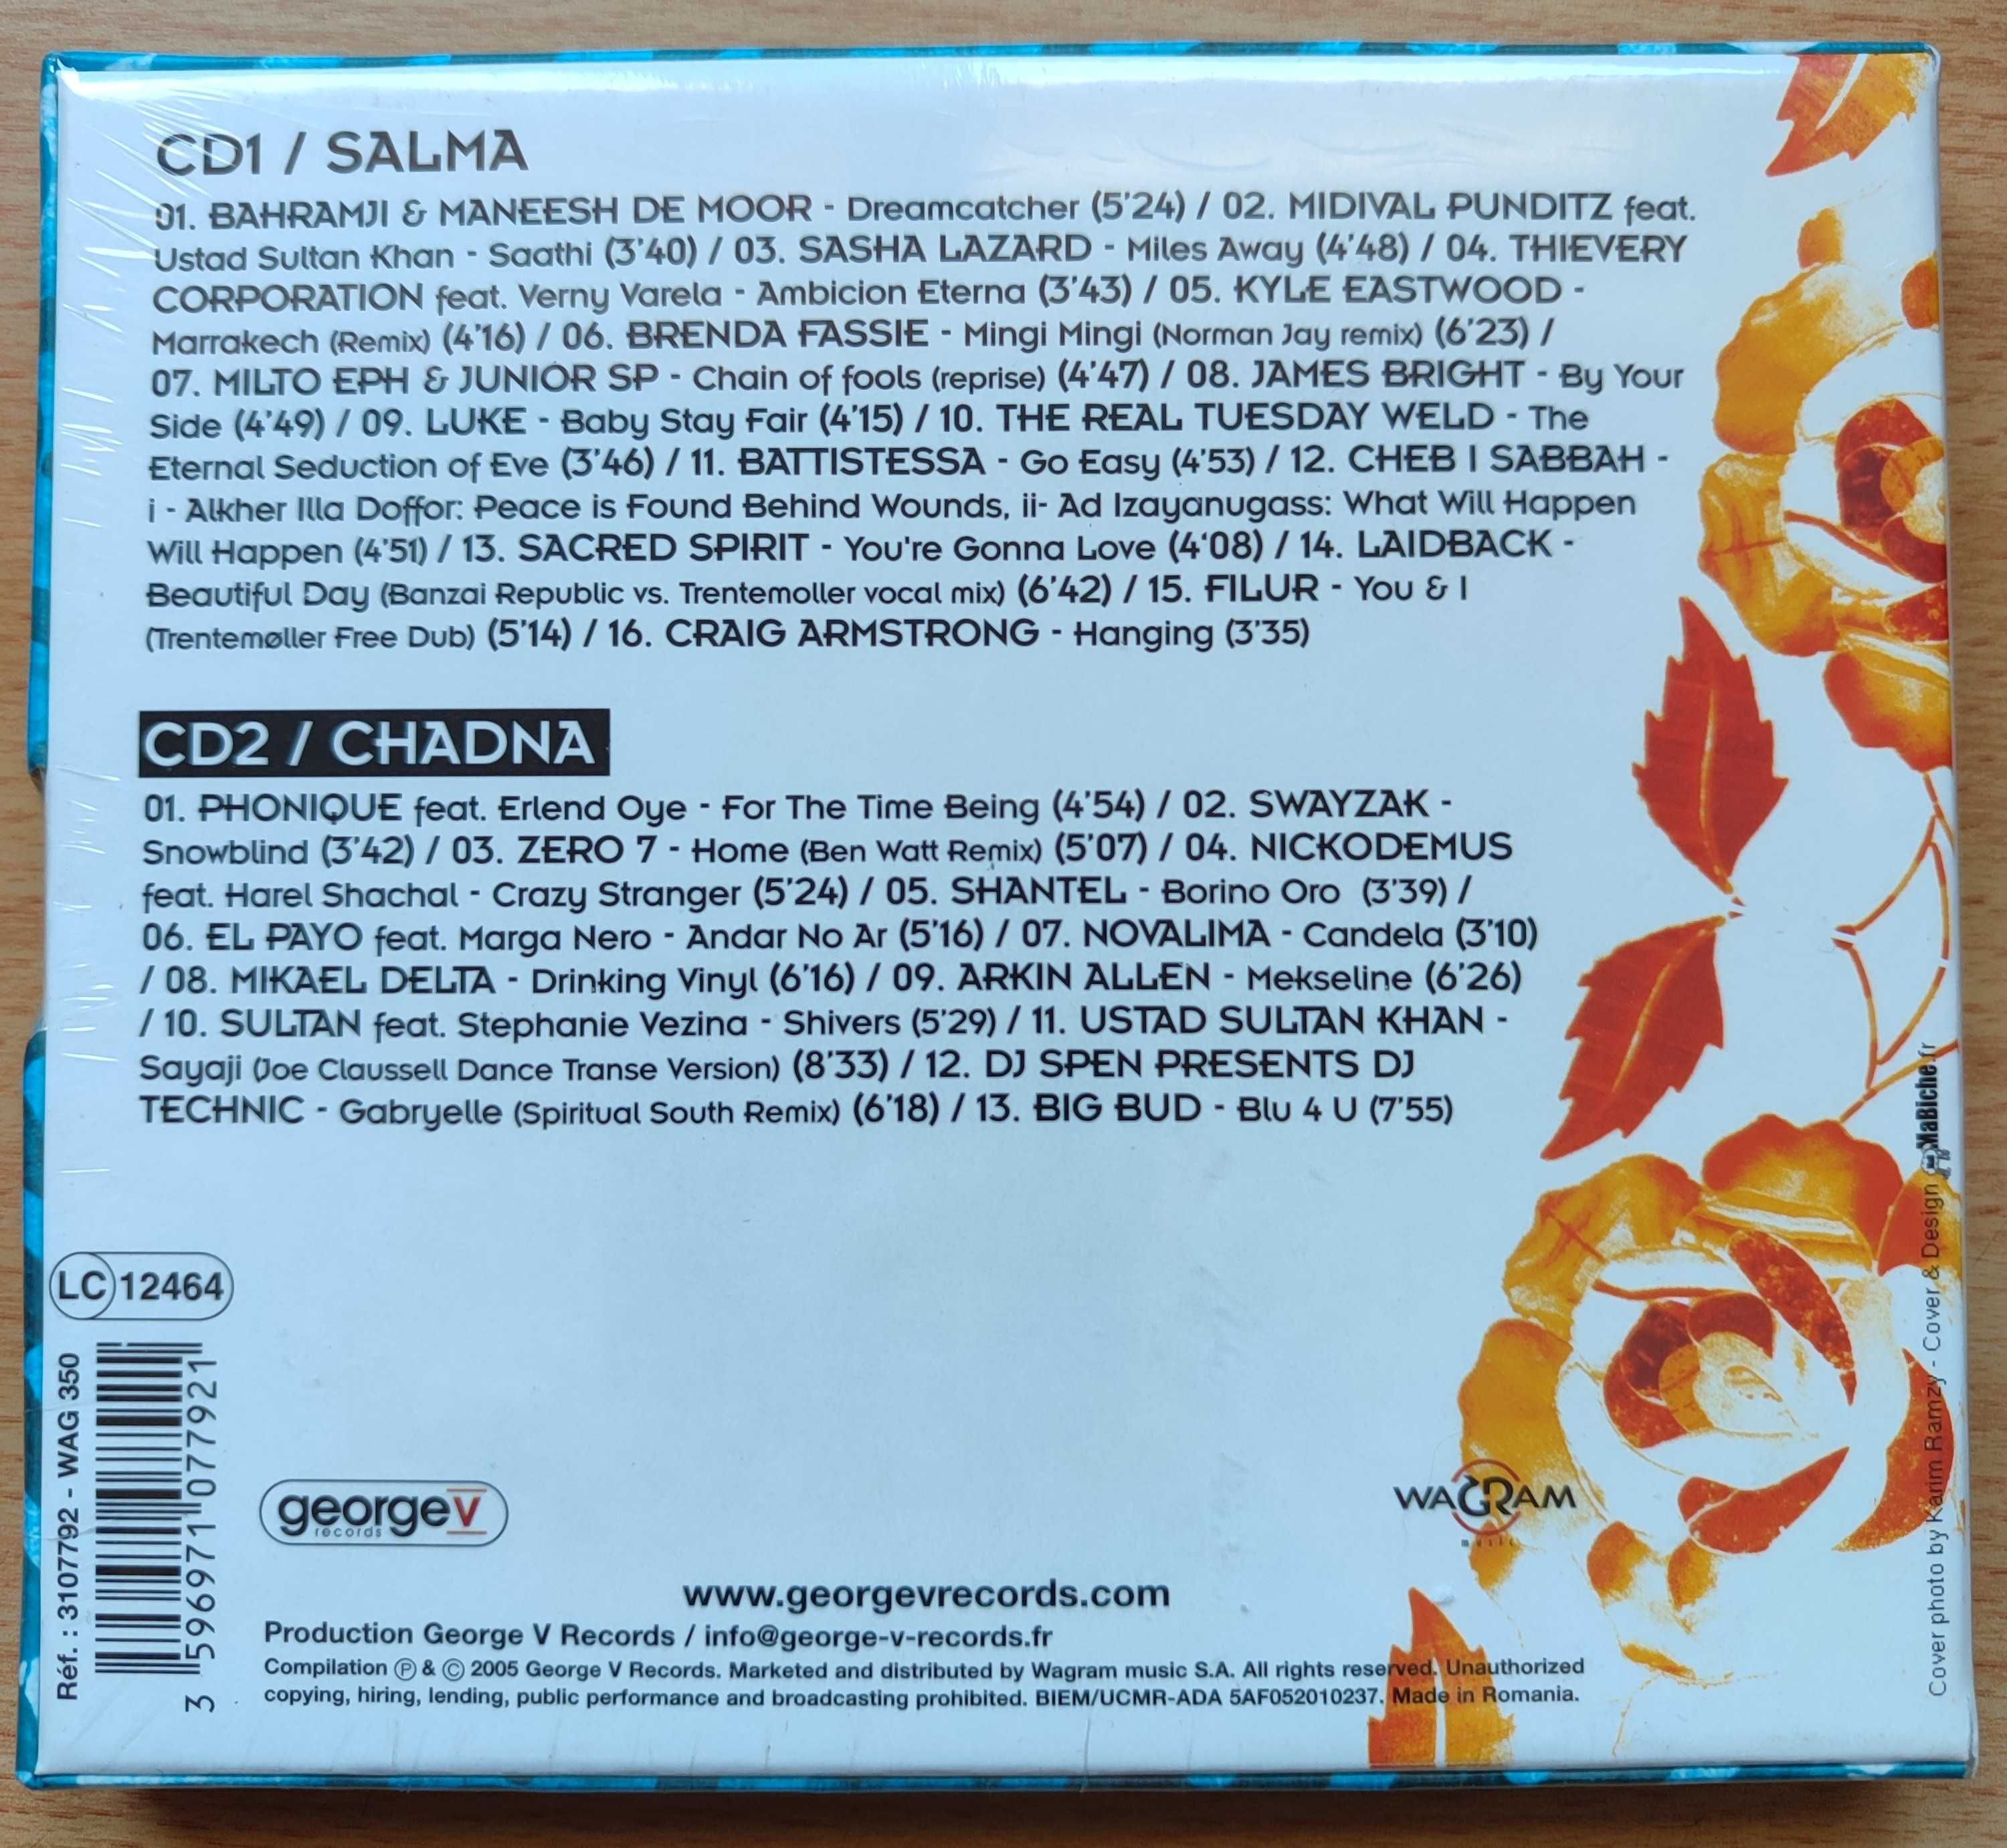 CD1 / SALMA
01. BAHRAMJI & MANEESH DE MOOR - Dreamcatcher (5'24) / 02. MIDIVAL PUNDITZ feat.
Ustad Sultan Khan - Saathi (3'40) / 03. SASHA LAZARD - Miles Away (4'48) / 04. THIEVERY
CORPORATION feat. Verny Varela - Ambicion Eterna (3'43) / 05. KYLE EASTWOOD -
Marrakech (Remix) (4'16) / 06. BRENDA FASSIE - Mingi Mingi (Norman Jay remix) (6'23) /
07. MILTO EPH & JUNIOR SP - Chain of fools (reprise) (4'47) / 08. JAMES BRIGHT - By Your
Side (4'49) / 09. LUKE - Baby Stay Fair (4'15) / 10. THE REAL TUESDAY WELD - The
Eternal Seduction of Eve (3'46) / 11. BATTISTESSA - Go Easy (4'53) / 12. CHEB I SABBAH -
i - Alkher Illa Doffor: Peace is Found Behind Wounds, ii- Ad Izayanugass: What Will Happen
Will Happen (4'51) / 13. SACRED SPIRIT - You're Gonna Love (4'08) / 14. LAIDBACK -
Beautiful Day (Banzai Republic vs. Trentemoller vocal mix) (6'42) / 15. FILUR - You & I
(Trentemøller Free Dub) (5'14) / 16. CRAIG ARMSTRONG - Hanging (3'35)
CD2 / CHADNA
01. PHONIQUE feat. Erlend Oye - For The Time Being (4'54) / 02. SWAYZAK -
Snowblind (3'42) / 03. ZERO 7 - Home (Ben Watt Remix) (5'07) / 04. NICKODEMUS
feat. Harel Shachal - Crazy Stranger (5'24) / 05. SHANTEL - Borino Oro (3'39) /
06. EL PAYO feat. Marga Nero - Andar No Ar (5'16) / 07. NOVALIMA - Candela (3'10)
/ 08. MIKAEL DELTA - Drinking Vinyl (6'16) / 09. ARKIN ALLEN - Mekseline (6'26)
/ 10. SULTAN feat. Stephanie Vezina - Shivers (5'29) / 11. USTAD SULTAN KHAN -
Sayaji (Joe Claussell Dance Transe Version) (8'33) / 12. DJ SPEN PRESENTS DJ
TECHNIC - Gabryelle (Spiritual South Remix) (6'18) / 13. BIG BUD - Blu 4 U (7'55)
LC 12464
Réf. : 3107792 - WAG 350
3 596971 077921
georgeV
records
WAGRAM
music
www.georgevrecords.com
Production George V Records / info@george-v-records.fr
Compilation Ⓟ & © 2005 George V Records. Marketed and distributed by Wagram music S.A. All rights reserved. Unauthorized
copying, hiring, lending, public performance and broadcasting prohibited. BIEM/UCMR-ADA 5AF052010237. Made in Romania.
Cover photo by Karim Ramzy - Cover & Design MaBiche.fr